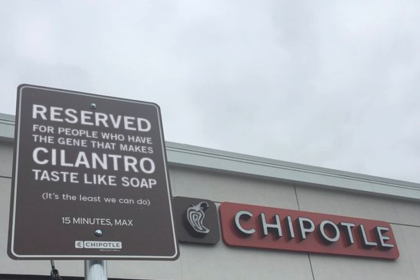 RESERVED
FOR PEOPLE WHO HAVE
THE GENE THAT MAKES
CILANTRO
TASTE LIKE SOAP
(It's the least we can do)
15 MINUTES, MAX
CHIPOTLE
CHIPOTLE